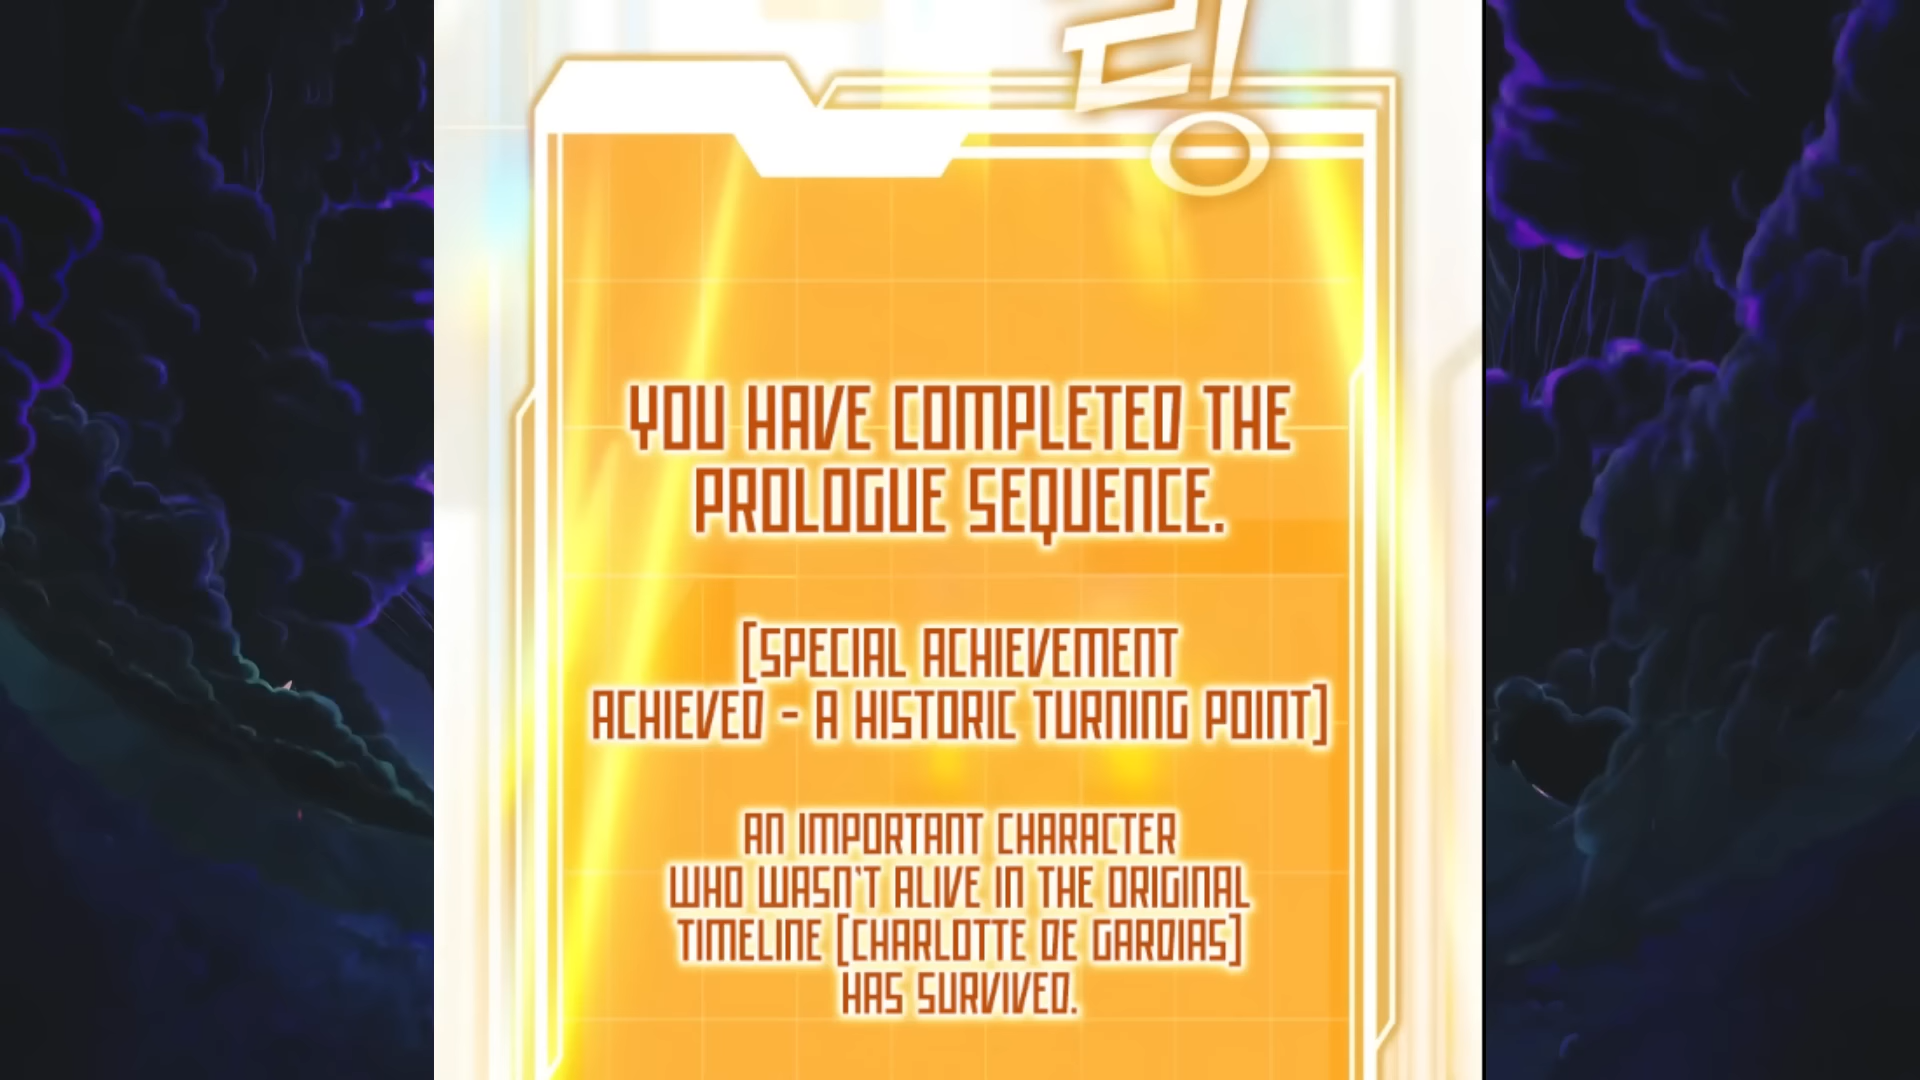 링
YOU HAVE COMPLETED THE
PROLOGUE SEQUENCE.
[SPECIAL ACHIEVEMENT
ACHIEVED - A HISTORIC TURNING POINT]
AN IMPORTANT CHARACTER
WHO WASN'T ALIVE IN THE ORIGINAL
TIMELINE [CHARLOTTE DE GARDIAS]
HAS SURVIVED.